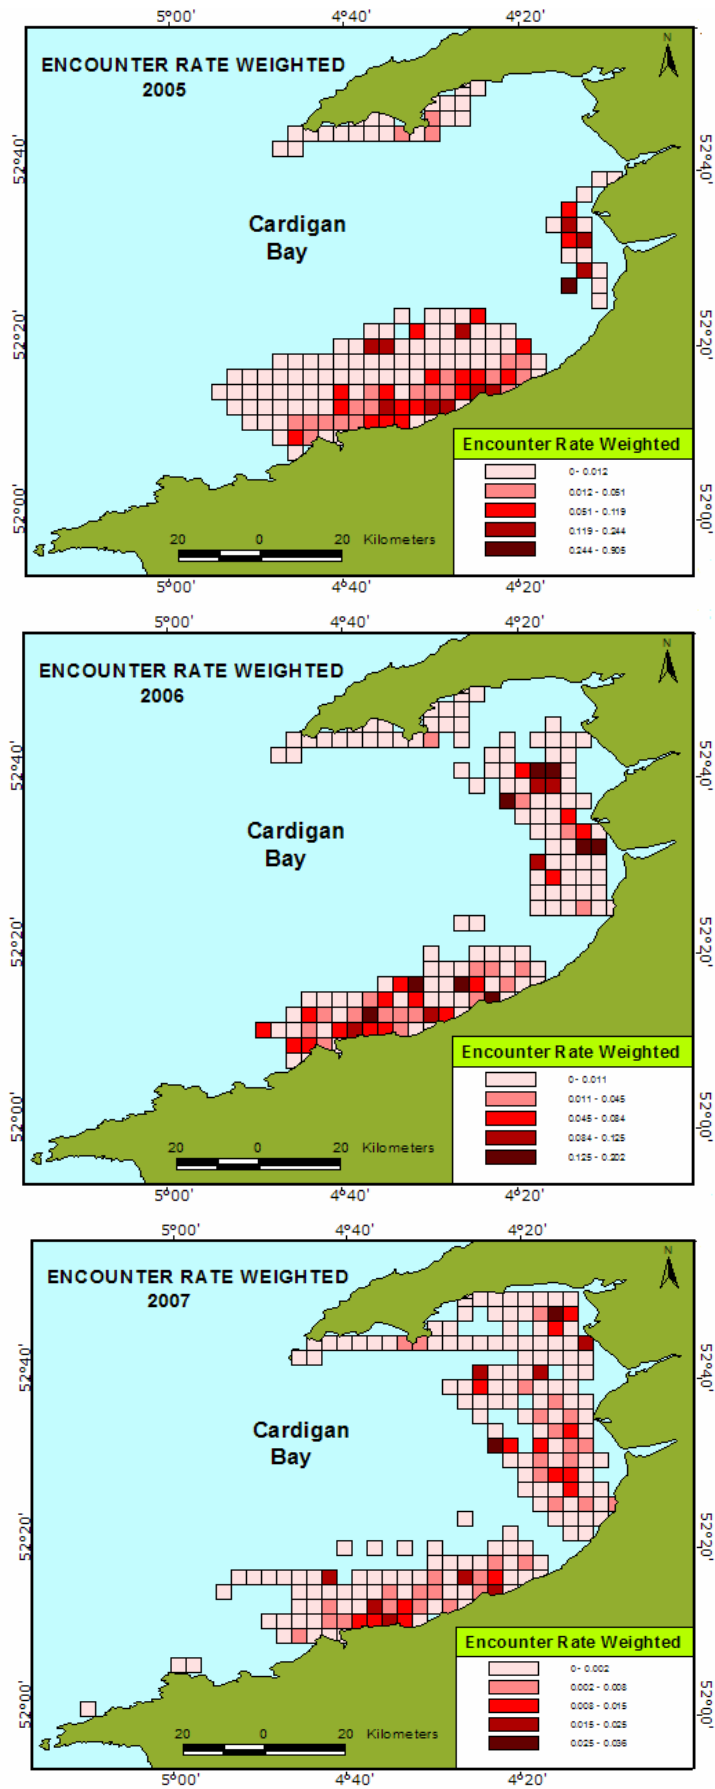 5°00' 4°40' 4°20'
ENCOUNTER RATE WEIGHTED
2005
N
52°40' 52°40'
Cardigan
Bay
52°20' 52°20'
Encounter Rate Weighted
0 - 0.012
0.012 - 0.051
0.051 - 0.119
0.119 - 0.244
0.244 - 0.905
52°00' 52°00'
20 0 20 Kilometers
5°00' 4°40' 4°20'
5°00' 4°40' 4°20'
ENCOUNTER RATE WEIGHTED
2006
N
52°40' 52°40'
Cardigan
Bay
52°20' 52°20'
Encounter Rate Weighted
0 - 0.011
0.011 - 0.045
0.045 - 0.084
0.084 - 0.125
0.125 - 0.202
52°00' 52°00'
20 0 20 Kilometers
5°00' 4°40' 4°20'
5°00' 4°40' 4°20'
ENCOUNTER RATE WEIGHTED
2007
N
52°40' 52°40'
Cardigan
Bay
52°20' 52°20'
Encounter Rate Weighted
0 - 0.002
0.002 - 0.008
0.008 - 0.015
0.015 - 0.025
0.025 - 0.036
52°00' 52°00'
20 0 20 Kilometers
5°00' 4°40' 4°20'